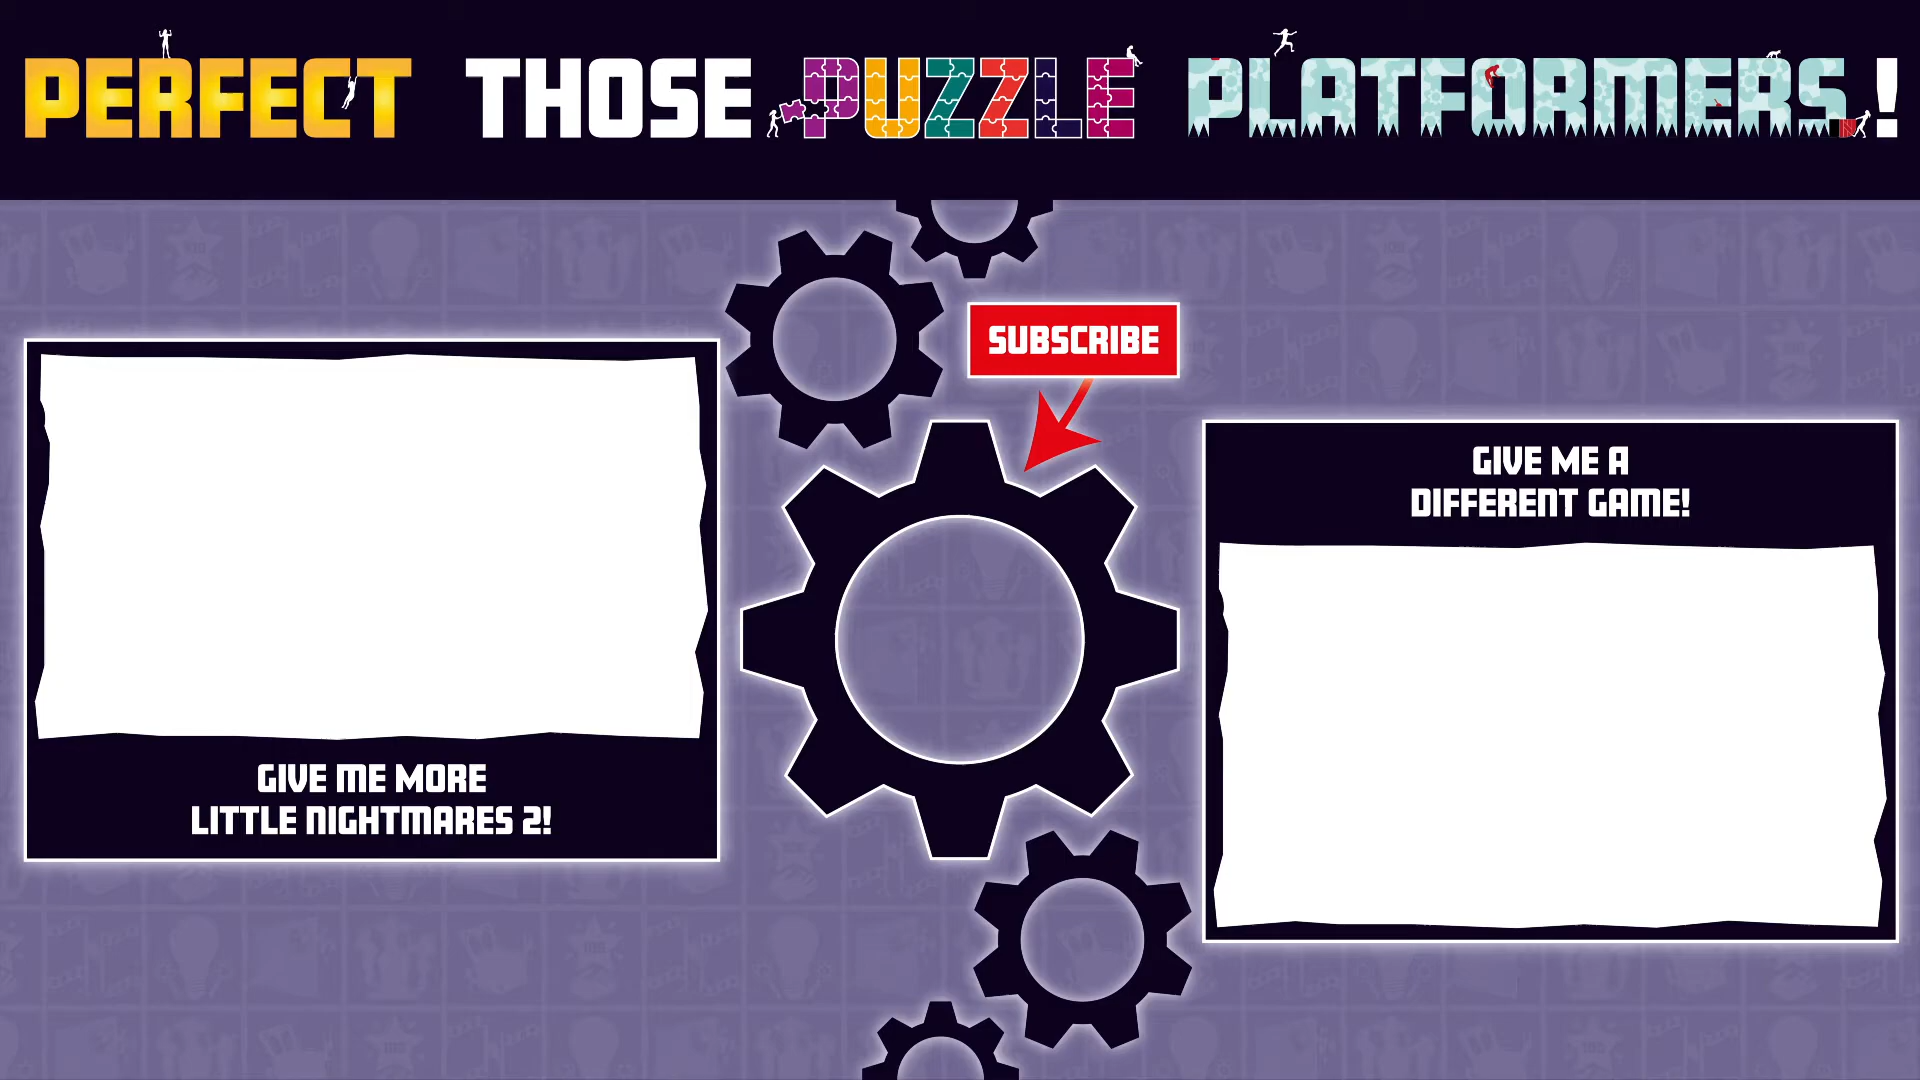 PERFECT THOSE PUZZLE PLATFORMERS!
SUBSCRIBE
GIVE ME MORE
LITTLE NIGHTMARES 2!
GIVE ME A
DIFFERENT GAME!